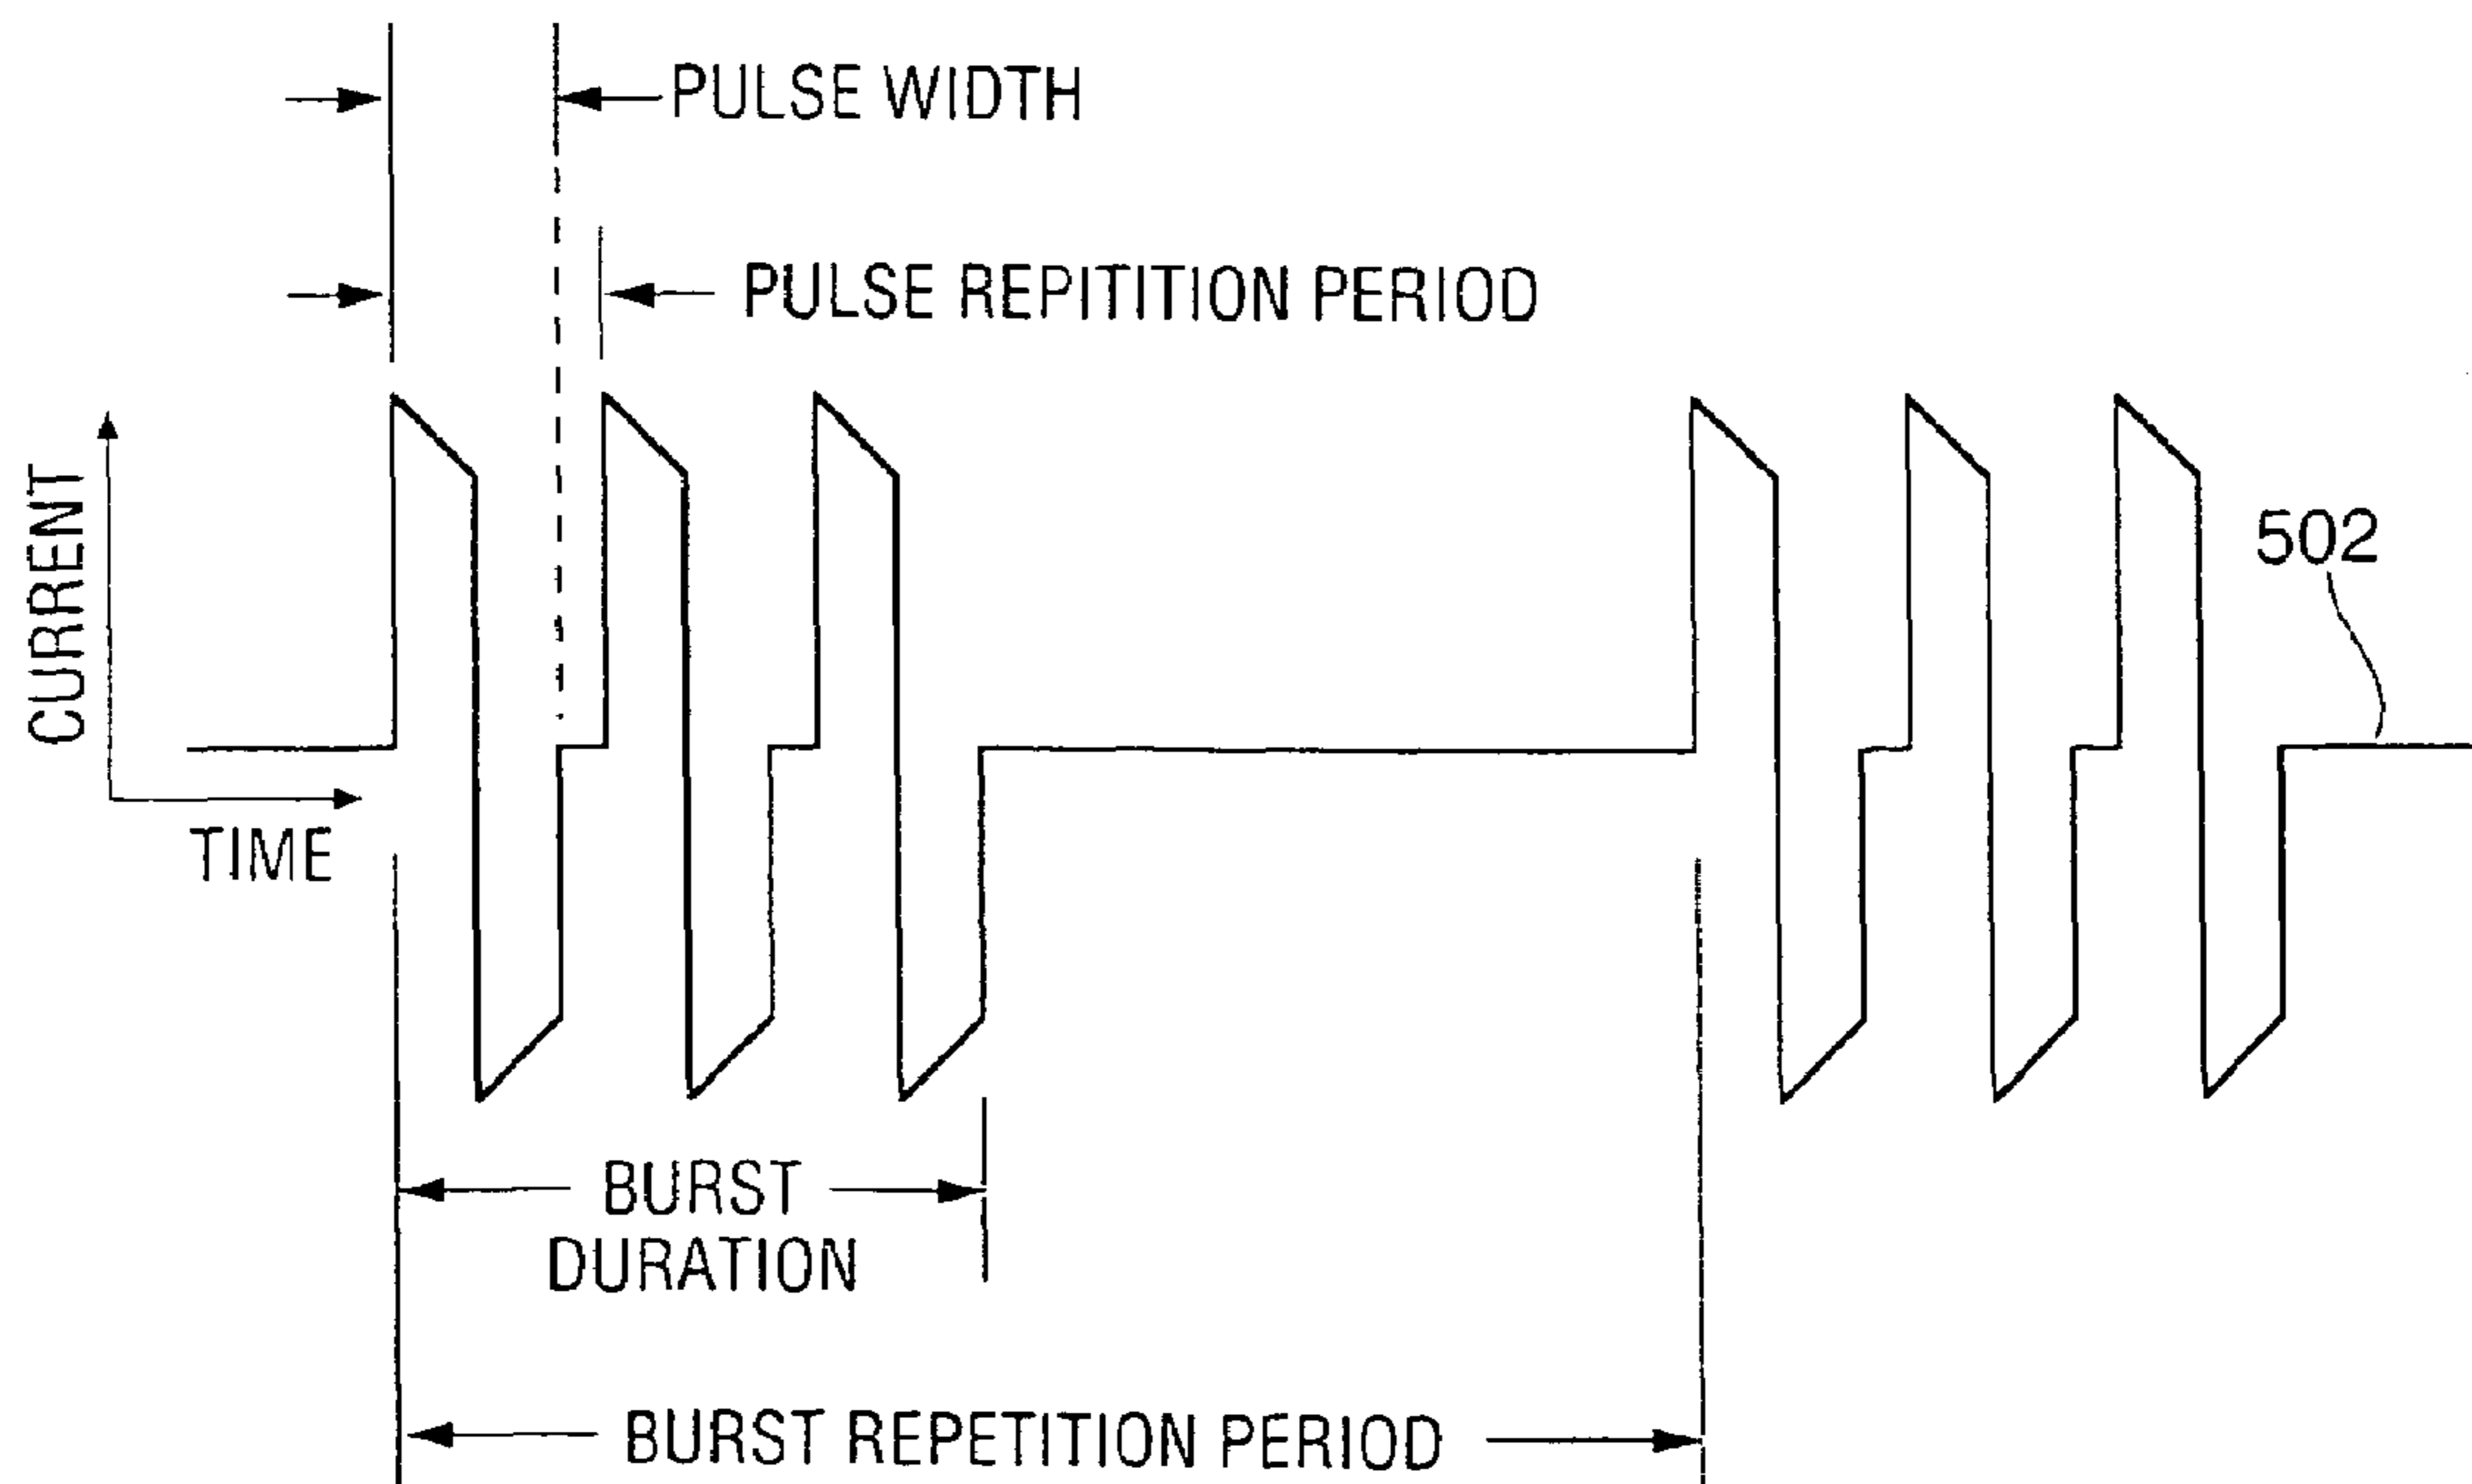 PULSE WIDTH
PULSE REPITITION PERIOD
CURRENT
502
TIME
BURST
DURATION
BURST REPETITION PERIOD